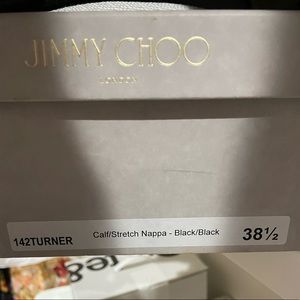 JIMMY CHOO
LONDON
142TURNER Calf/Stretch Nappa - Black/Black 38½